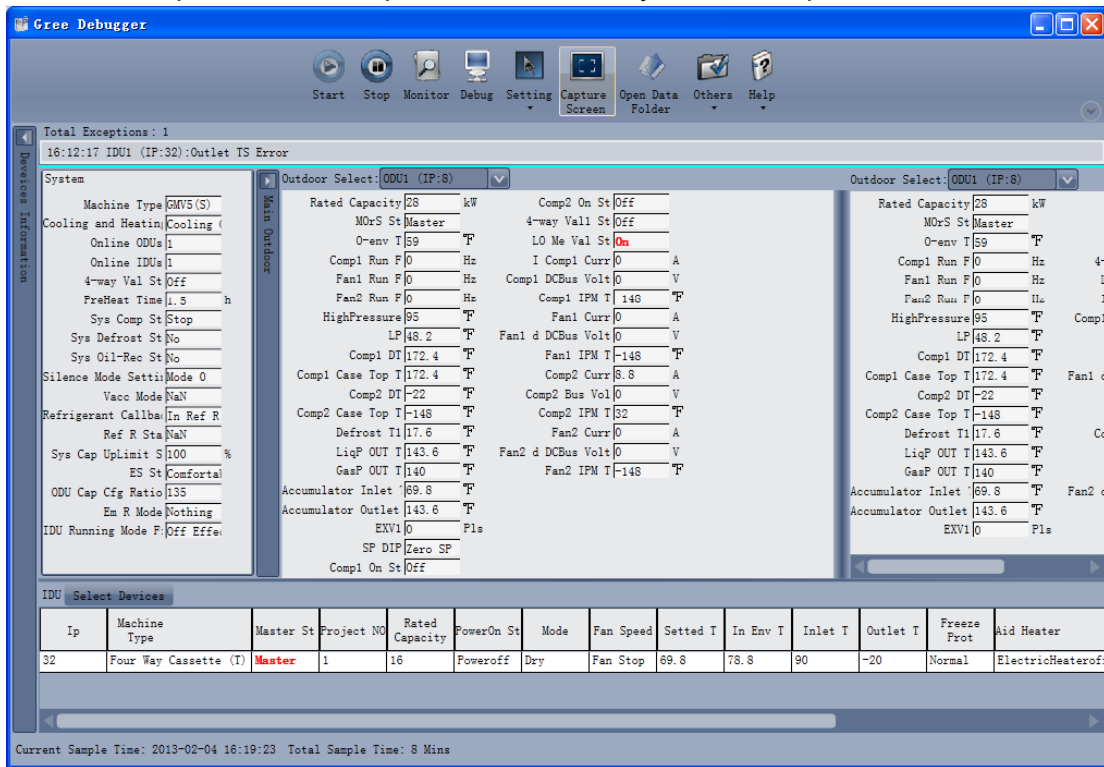 Gree Debugger
Start Stop Monitor Debug Setting Capture Screen Open Data Folder Others Help
Total Exceptions: 1
16:12:17 IDU1 (IP:32):Outlet TS Error
Deveices Information
System
Machine Type GMV5(S)
Cooling and Heatin Cooling (
Online ODUs 1
Online IDUs 1
4-way Val St Off
PreHeat Time 1.5 h
Sys Comp St Stop
Sys Defrost St No
Sys Oil-Rec St No
Silence Mode Setti Mode 0
Vacc Mode NaN
Refrigerant Callba In Ref R
Ref R Sta NaN
Sys Cap UpLimit S 100 %
ES St Comfortal
ODU Cap Cfg Ratio 135
Em R Mode Nothing
IDU Running Mode F: Off Effec
Main Outdoor
Outdoor Select: ODU1 (IP:8)
Rated Capacity 28 kW
MOrS St Master
O-env T 59 ℉
Comp1 Run F 0 Hz
Fan1 Run F 0 Hz
Fan2 Run F 0 Hz
HighPressure 95 ℉
LP 48.2 ℉
Comp1 DT 172.4 ℉
Comp1 Case Top T 172.4 ℉
Comp2 DT -22 ℉
Comp2 Case Top T -148 ℉
Defrost T1 17.6 ℉
LiqP OUT T 143.6 ℉
GasP OUT T 140 ℉
Accumulator Inlet 69.8 ℉
Accumulator Outlet 143.6 ℉
EXV1 0 Pls
SP DIP Zero SP
Comp1 On St Off
Comp2 On St Off
4-way Val1 St Off
LO Me Val St On
I Comp1 Curr 0 A
Comp1 DCBus Volt 0 V
Comp1 IPM T 148 ℉
Fan1 Curr 0 A
Fan1 d DCBus Volt 0 V
Fan1 IPM T -148 ℉
Comp2 Curr 8.8 A
Comp2 Bus Vol 0 V
Comp2 IPM T 32 ℉
Fan2 Curr 0 A
Fan2 d DCBus Volt 0 V
Fan2 IPM T -148 ℉
Outdoor Select: ODU1 (IP:8)
Rated Capacity 28 kW
MOrS St Master
O-env T 59 ℉
Comp1 Run F 0 Hz 4-
Fan1 Run F 0 Hz
Fan2 Run F 0 Hz
HighPressure 95 ℉ Comp1
LP 48.2 ℉
Comp1 DT 172.4 ℉
Comp1 Case Top T 172.4 ℉ Fan1
Comp2 DT -22 ℉
Comp2 Case Top T -148 ℉
Defrost T1 17.6 ℉
LiqP OUT T 143.6 ℉
GasP OUT T 140 ℉
Accumulator Inlet 69.8 ℉ Fan2
Accumulator Outlet 143.6 ℉
EXV1 0 Pls
IDU Select Devices
Ip Machine Type Master St Project NO Rated Capacity PowerOn St Mode Fan Speed Setted T In Env T Inlet T Outlet T Freeze Prot Aid Heater
32 Four Way Cassette (T) Master 1 16 Poweroff Dry Fan Stop 69.8 78.8 90 -20 Normal ElectricHeaterof
Current Sample Time: 2013-02-04 16:19:23 Total Sample Time: 8 Mins